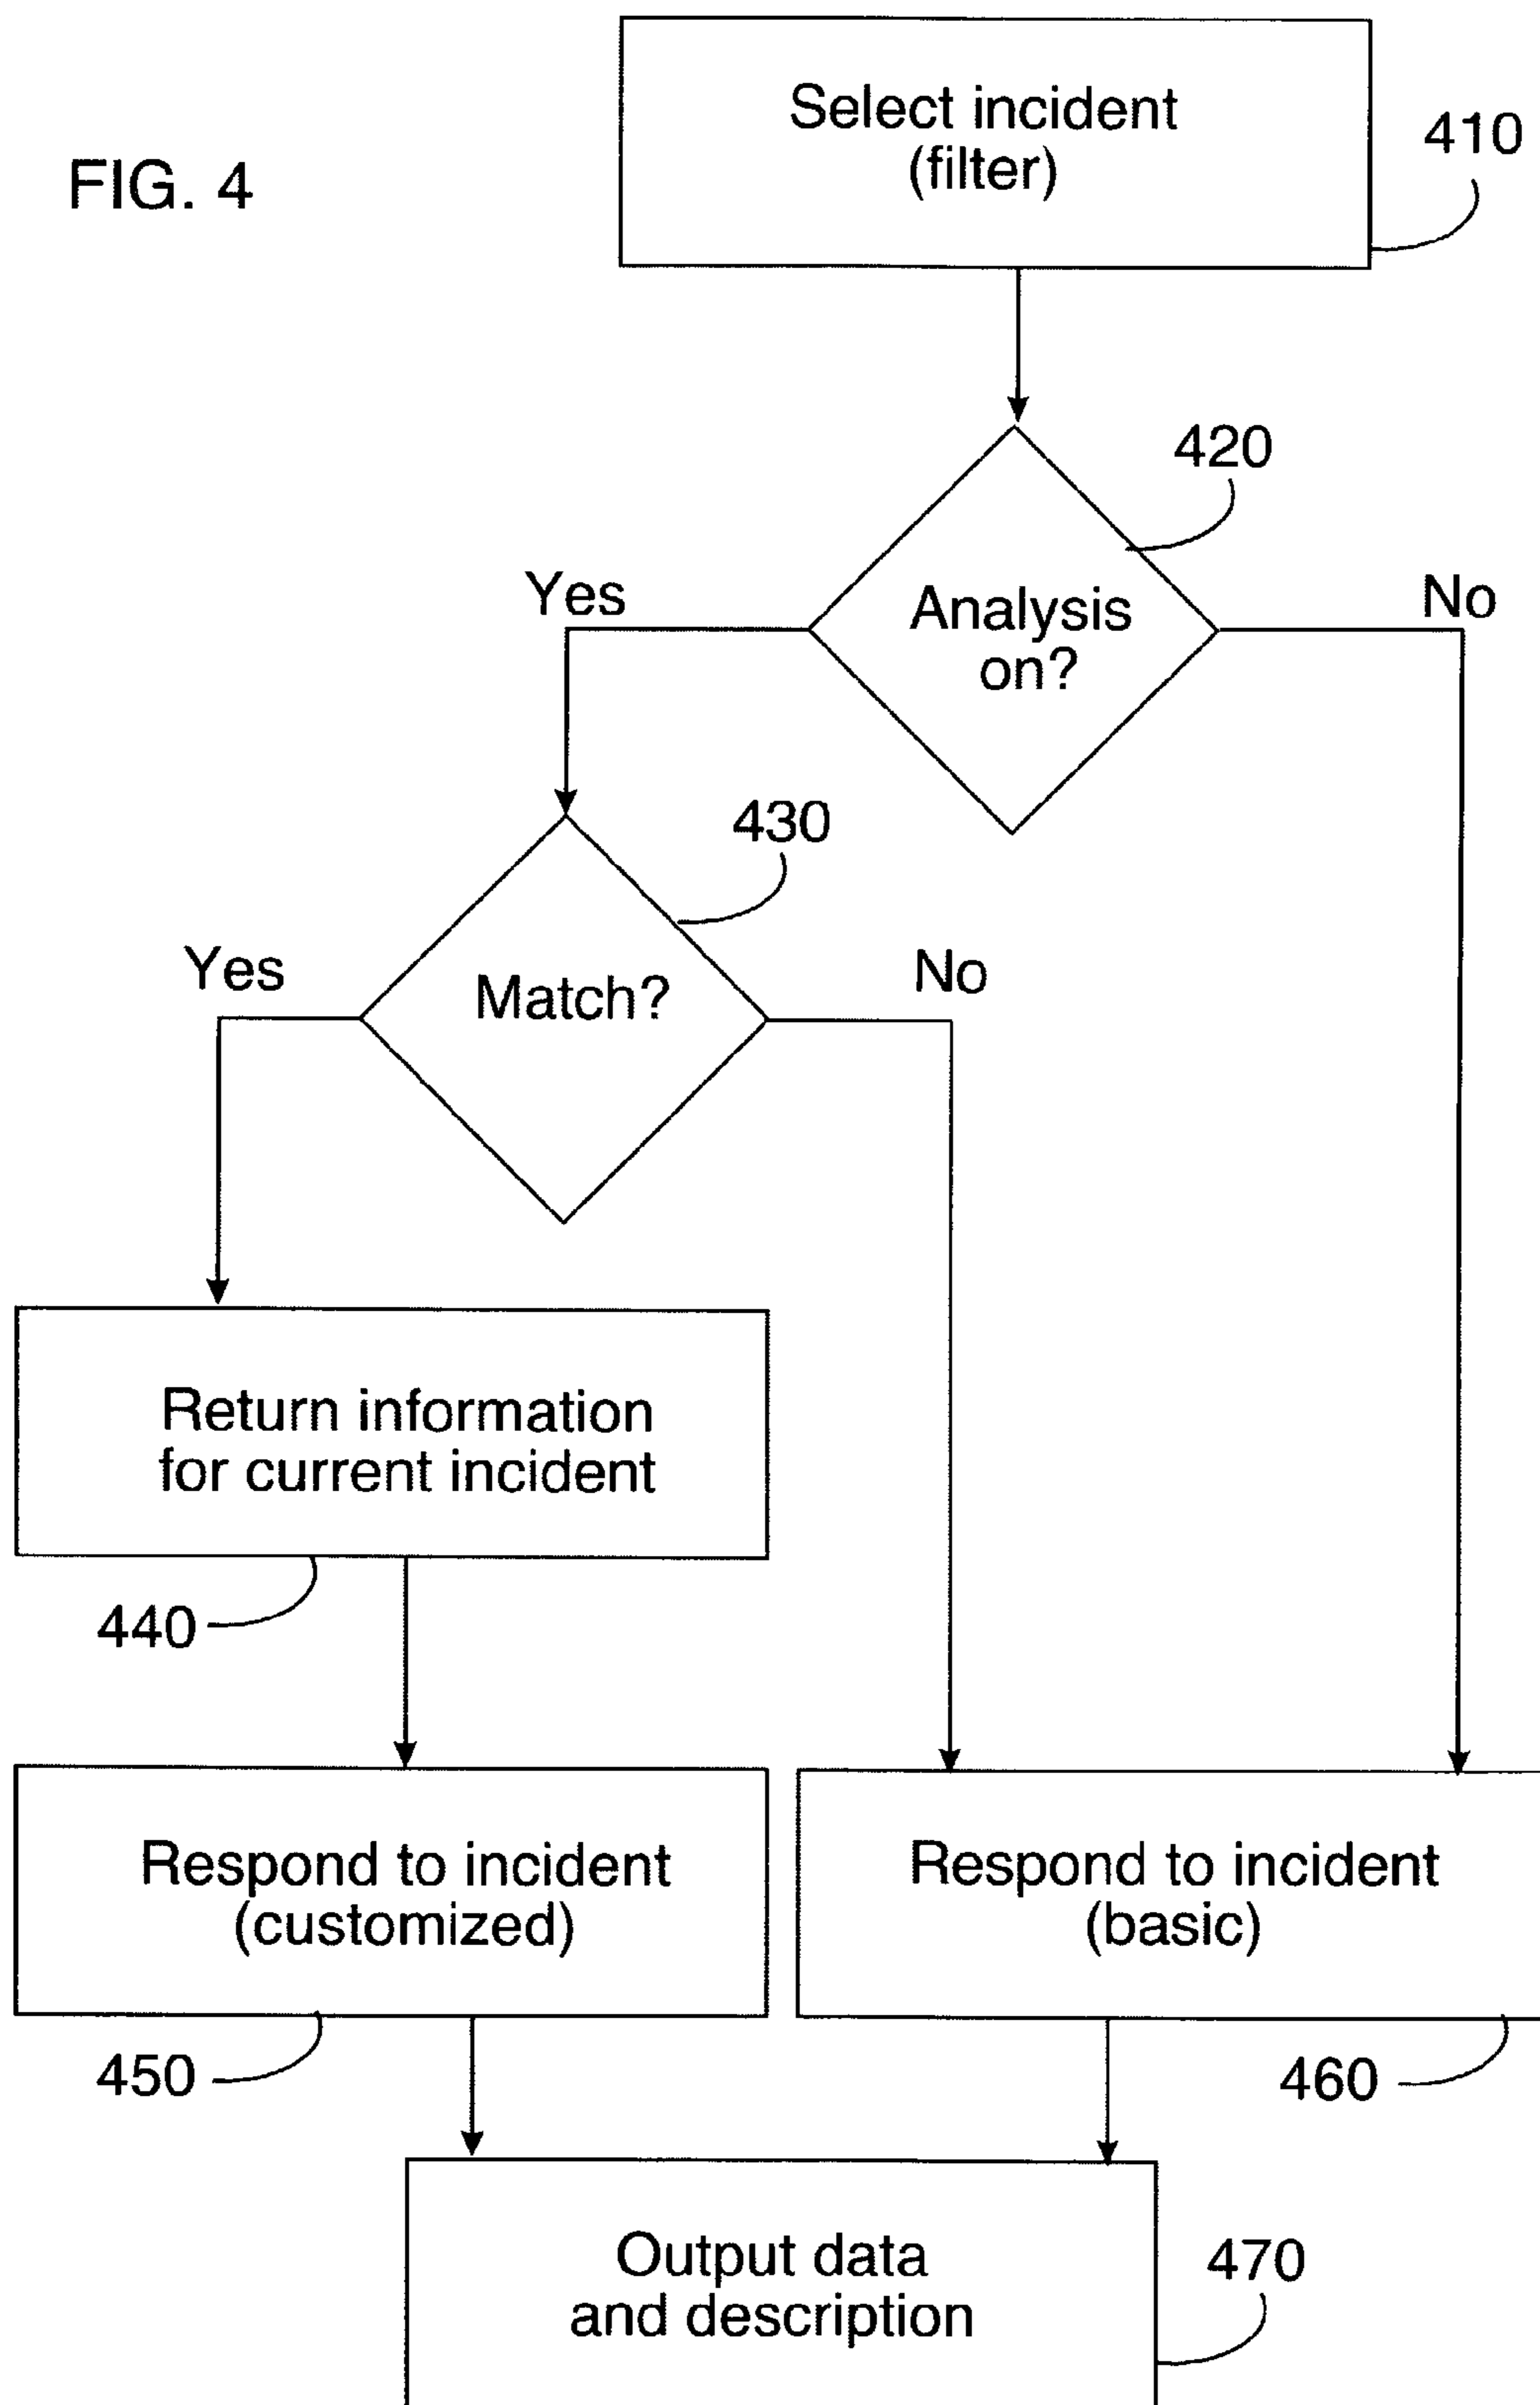 FIG. 4
Select incident
(filter)
410
420
Yes
Analysis
on?
No
430
Yes
Match?
No
Return information
for current incident
440
Respond to incident
(customized)
Respond to incident
(basic)
450
460
Output data
and description
470